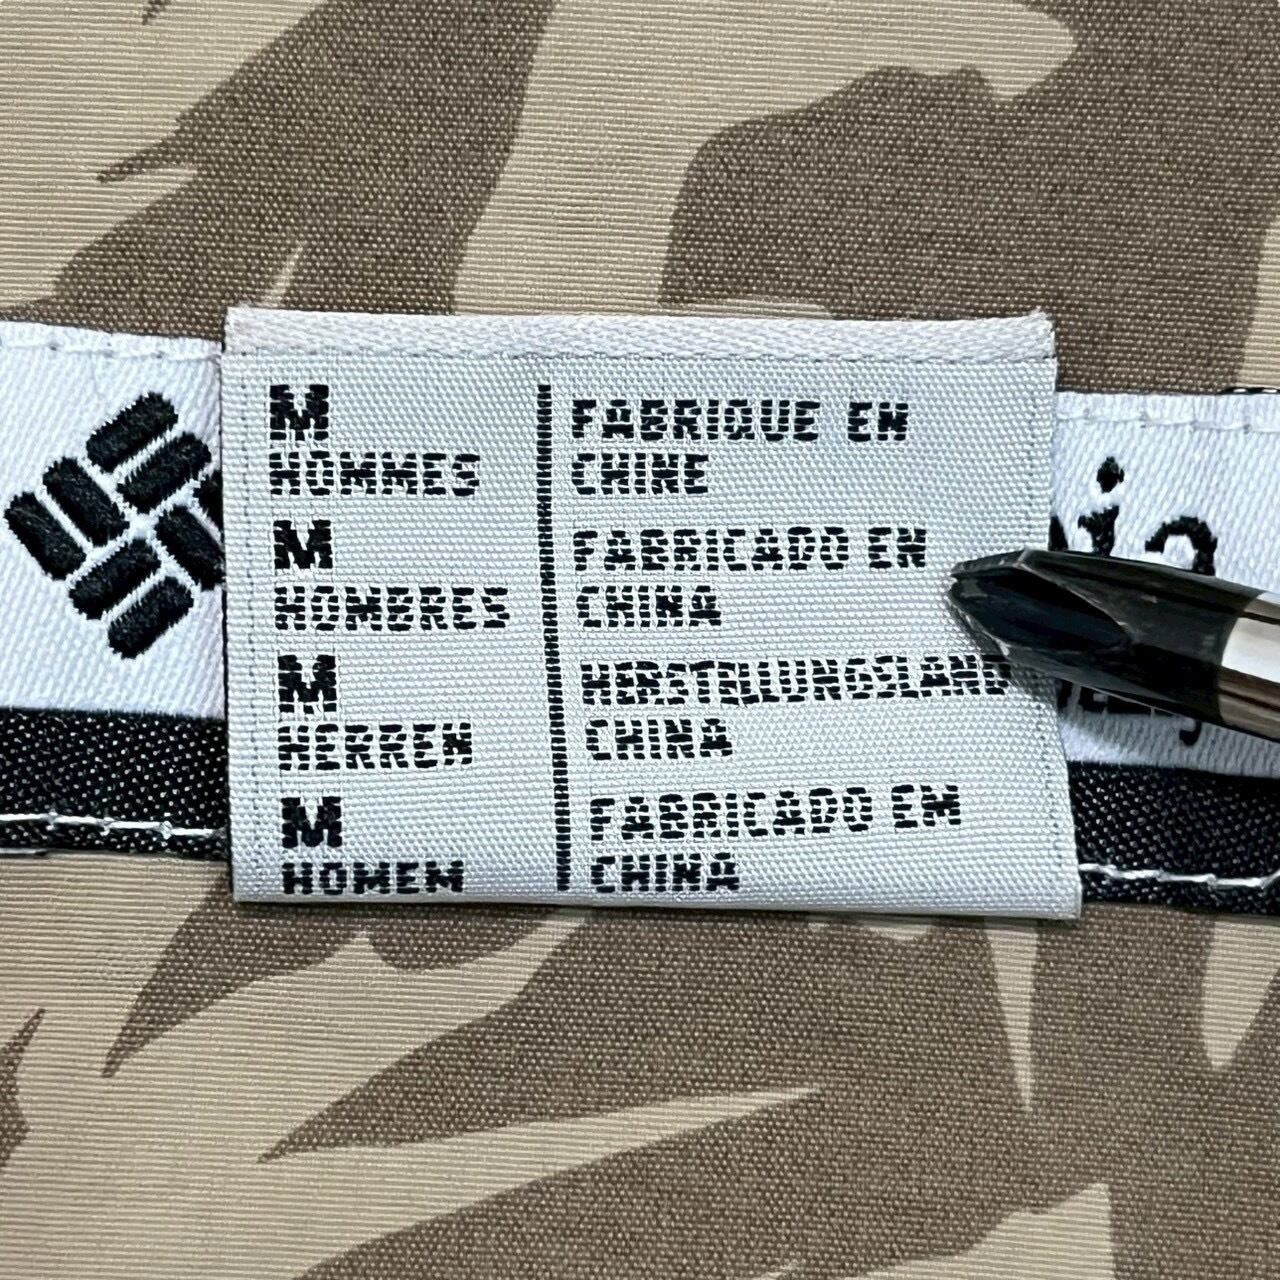 M
HOMMES
M
HOMBRES
M
HERREN
M
HOMEM
FABRIQUE EN
CHINE
FABRICADO EN
CHINA
HERSTELLUNGSLAND
CHINA
FABRICADO EM
CHINA